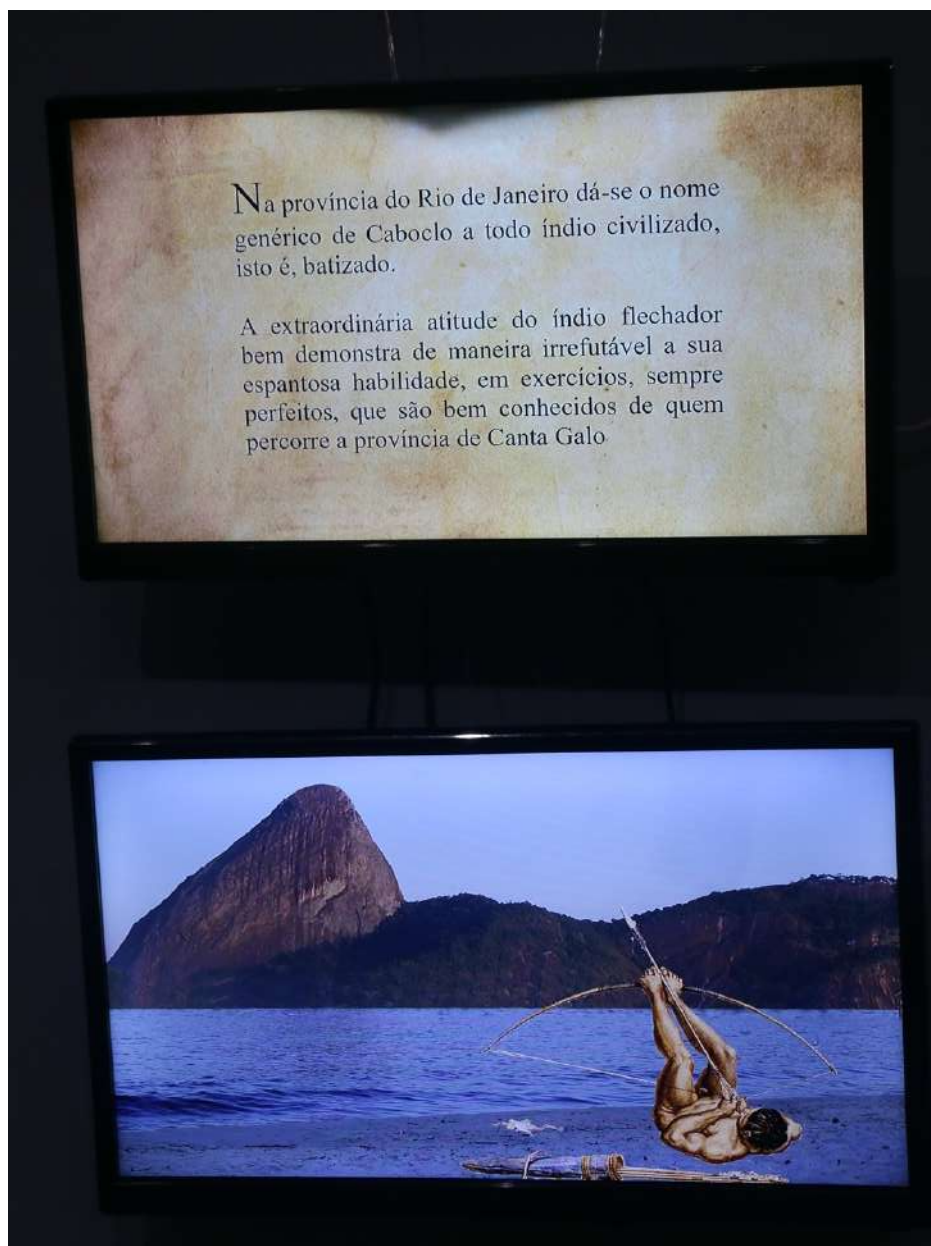 Na província do Rio de Janeiro dá-se o nome
genérico de Caboclo a todo índio civilizado,
isto é, batizado.
A extraordinária atitude do índio flechador
bem demonstra de maneira irrefutável a sua
espantosa habilidade, em exercícios, sempre
perfeitos, que são bem conhecidos de quem
percorre a província de Canta Galo